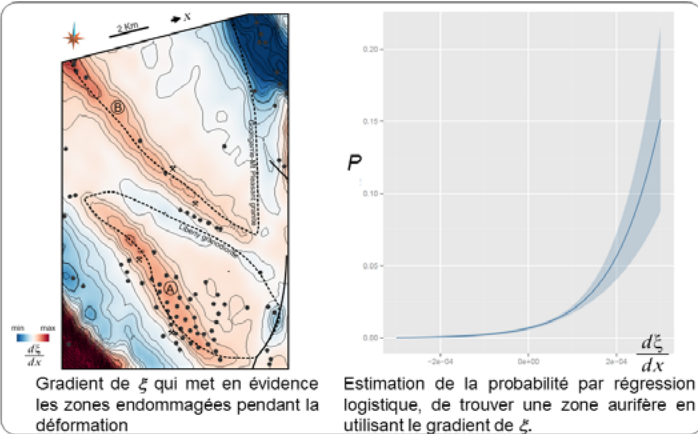 2 Km
x
B
Liberty granodiorite
A
min max
dξ
dx
Gradient de ξ qui met en évidence
les zones endommagées pendant la
déformation
0.20
0.15
P
0.10
0.05
0.00
-2e-04 0e+00 2e-04
dξ
dx
Estimation de la probabilité par régression
logistique, de trouver une zone aurifère en
utilisant le gradient de ξ.